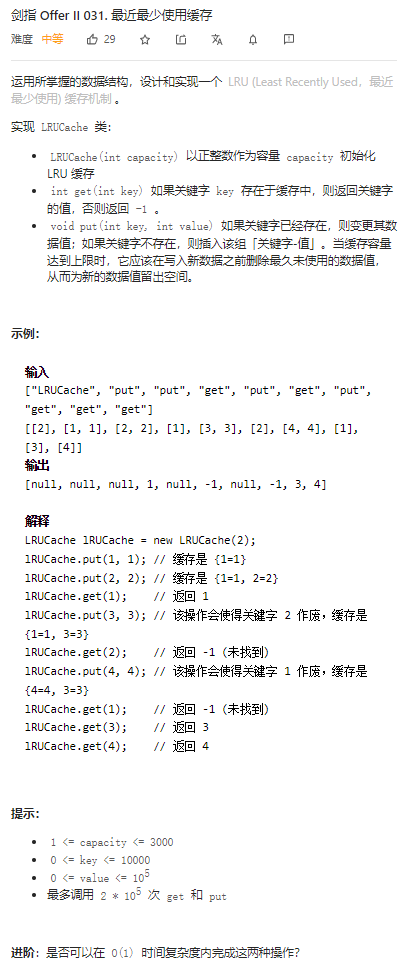 剑指 Offer II 031. 最近最少使用缓存
难度 中等 29
运用所掌握的数据结构，设计和实现一个 LRU (Least Recently Used，最近
最少使用) 缓存机制 。
实现 LRUCache 类：
• LRUCache(int capacity) 以正整数作为容量 capacity 初始化
LRU 缓存
• int get(int key) 如果关键字 key 存在于缓存中，则返回关键字
的值，否则返回 -1 。
• void put(int key, int value) 如果关键字已经存在，则变更其数
据值；如果关键字不存在，则插入该组「关键字-值」。当缓存容量
达到上限时，它应该在写入新数据之前删除最久未使用的数据值，
从而为新的数据值留出空间。
示例：
输入
["LRUCache", "put", "put", "get", "put", "get", "put",
"get", "get", "get"]
[[2], [1, 1], [2, 2], [1], [3, 3], [2], [4, 4], [1],
[3], [4]]
输出
[null, null, null, 1, null, -1, null, -1, 3, 4]
解释
LRUCache lRUCache = new LRUCache(2);
lRUCache.put(1, 1); // 缓存是 {1=1}
lRUCache.put(2, 2); // 缓存是 {1=1, 2=2}
lRUCache.get(1);    // 返回 1
lRUCache.put(3, 3); // 该操作会使得关键字 2 作废，缓存是
{1=1, 3=3}
lRUCache.get(2);    // 返回 -1 (未找到)
lRUCache.put(4, 4); // 该操作会使得关键字 1 作废，缓存是
{4=4, 3=3}
lRUCache.get(1);    // 返回 -1 (未找到)
lRUCache.get(3);    // 返回 3
lRUCache.get(4);    // 返回 4
提示：
• 1 <= capacity <= 3000
• 0 <= key <= 10000
• 0 <= value <= 10⁵
• 最多调用 2 * 10⁵ 次 get 和 put
进阶：是否可以在 O(1) 时间复杂度内完成这两种操作？